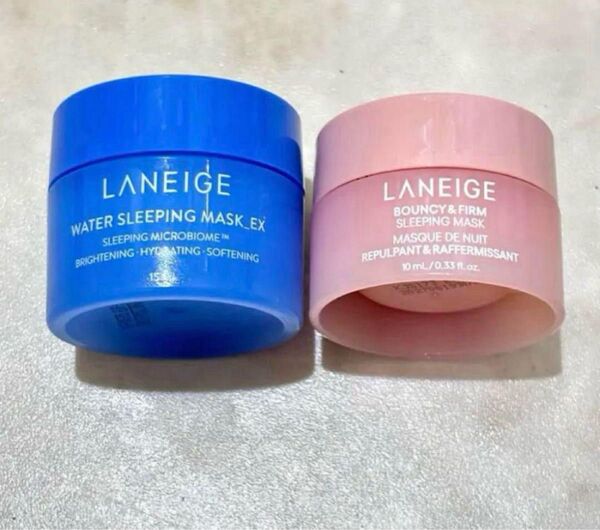 LANEIGE
WATER SLEEPING MASK_EX
SLEEPING MICROBIOME™
BRIGHTENING · HYDRATING · SOFTENING
LANEIGE
BOUNCY & FIRM
SLEEPING MASK
MASQUE DE NUIT
REPULPANT & RAFFERMISSANT
10 mL / 0.33 fl. oz.